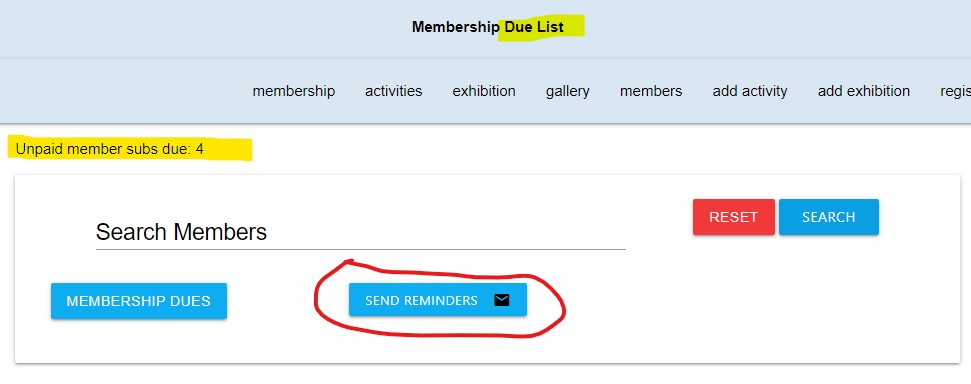 Membership Due List
membership activities exhibition gallery members add activity add exhibition regis
Unpaid member subs due: 4
RESET SEARCH
Search Members
MEMBERSHIP DUES SEND REMINDERS